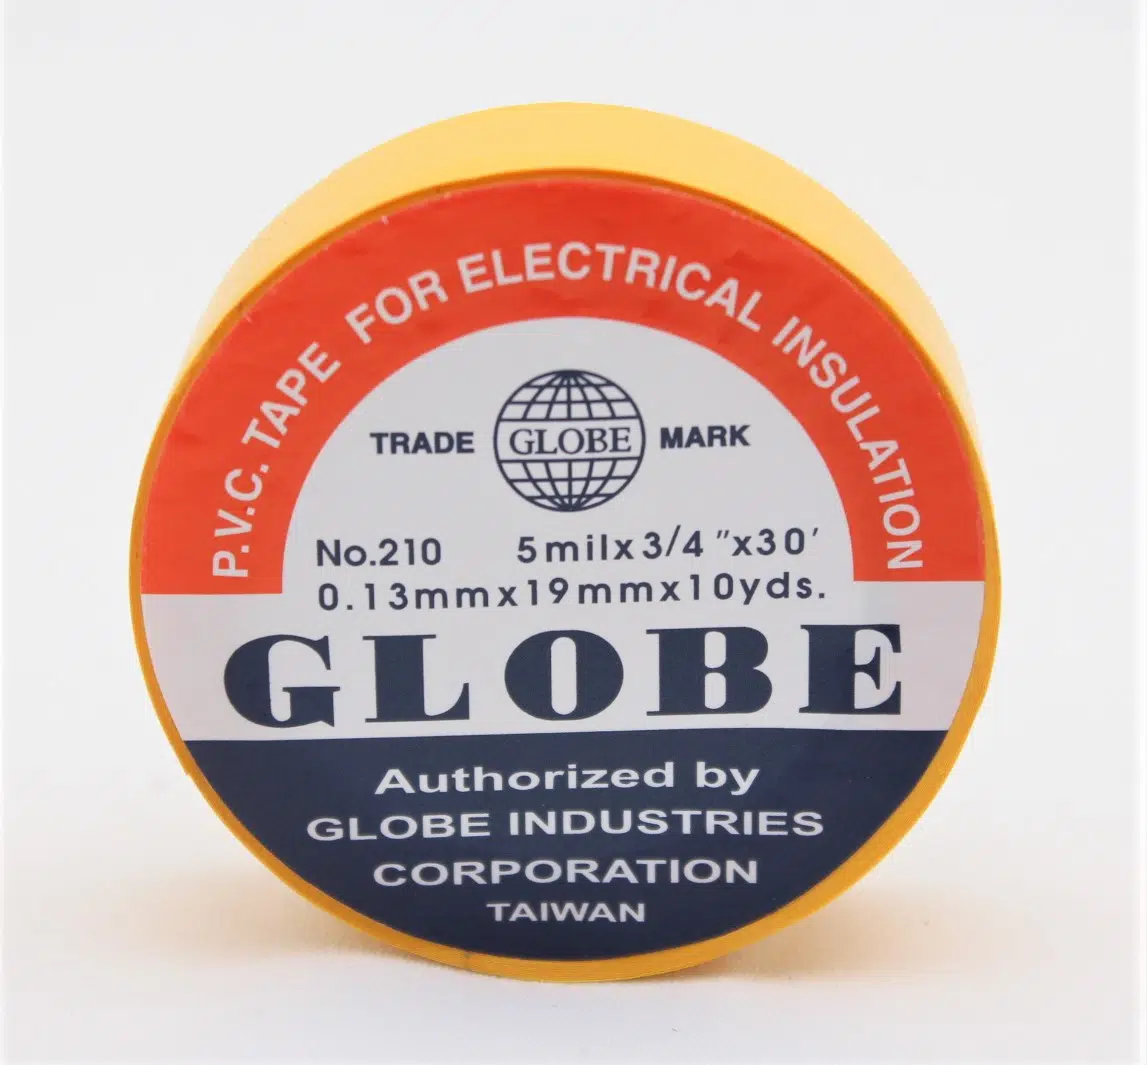 P.V.C. TAPE FOR ELECTRICAL INSULATION
TRADE GLOBE MARK
No.210 5milx3/4"x30'
0.13mmx19mmx10yds.
GLOBE
Authorized by
GLOBE INDUSTRIES
CORPORATION
TAIWAN